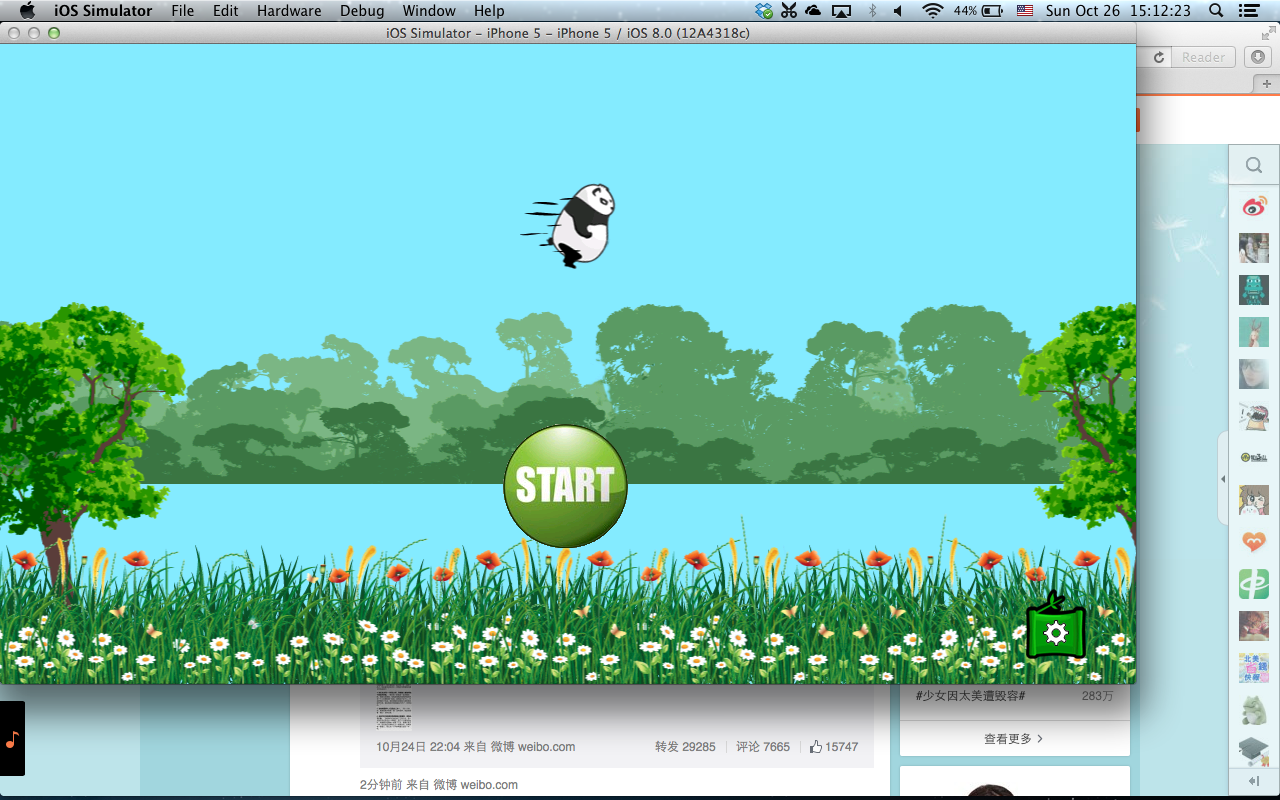 iOS Simulator File Edit Hardware Debug Window Help 44% Sun Oct 26 15:12:23
iOS Simulator - iPhone 5 - iPhone 5 / iOS 8.0 (12A4318c)
Reader
START
#少女因太美遭毁容# 283万
查看更多
10月24日 22:04 来自 微博 weibo.com 转发 29285 评论 7665 15747
2分钟前 来自 微博 weibo.com